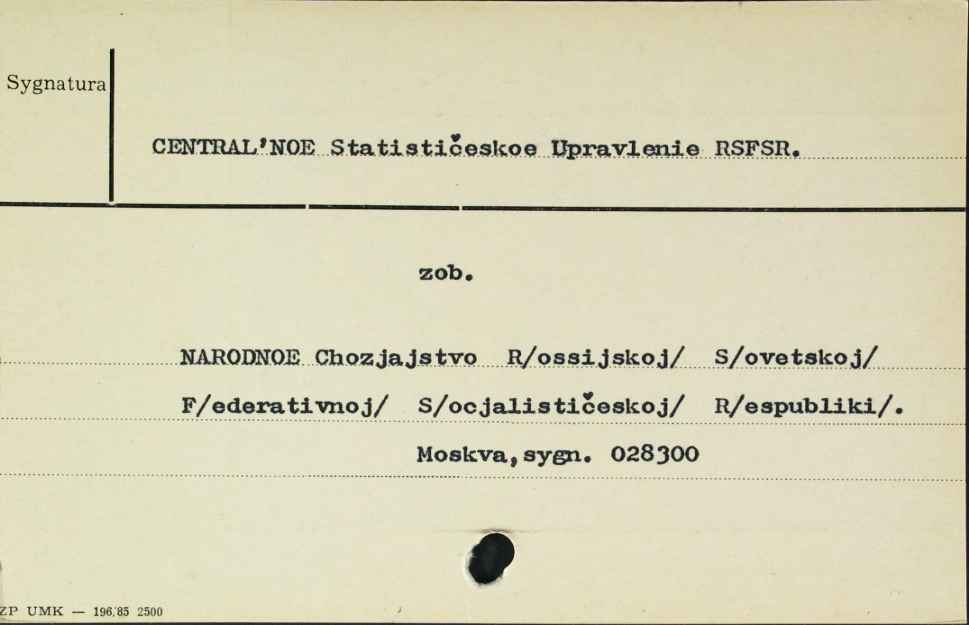 Sygnatura
CENTRAL'NOE Statističeskoe Upravlenie RSFSR.
zob.
NARODNOE Chozjajstvo R/ossijskoj/ S/ovetskoj/
F/ederativnoj/ S/ocjalističeskoj/ R/espubliki/.
Moskva,sygn. 028300
ZP UMK — 196/85 2500